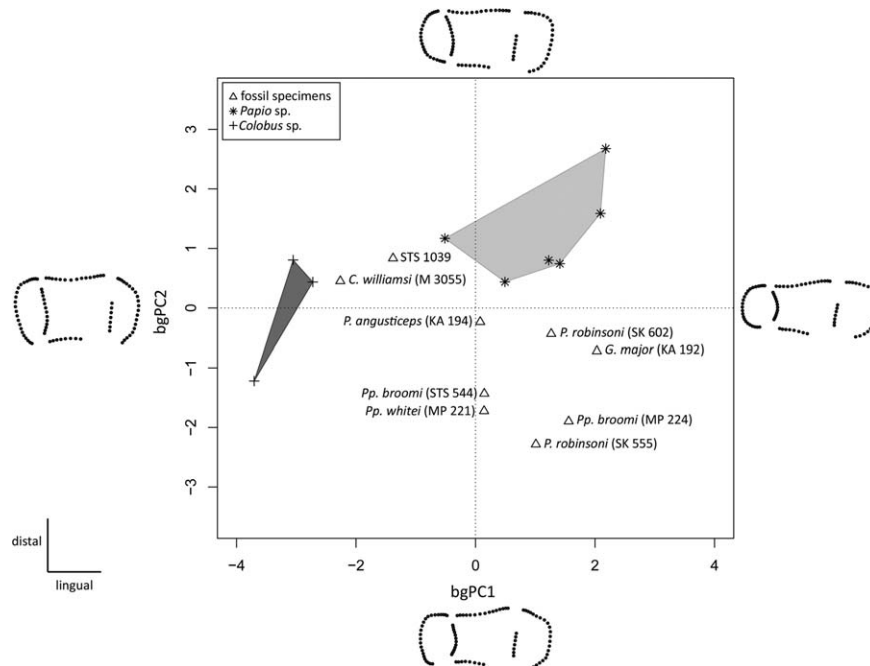 △ fossil specimens
✳ Papio sp.
+ Colobus sp.
3
2
1
0
−1
−2
−3
bgPC2
STS 1039
C. williamsi (M 3055)
P. angusticeps (KA 194)
P. robinsoni (SK 602)
G. major (KA 192)
Pp. broomi (STS 544)
Pp. whitei (MP 221)
Pp. broomi (MP 224)
P. robinsoni (SK 555)
distal
lingual
−4 −2 0 2 4
bgPC1